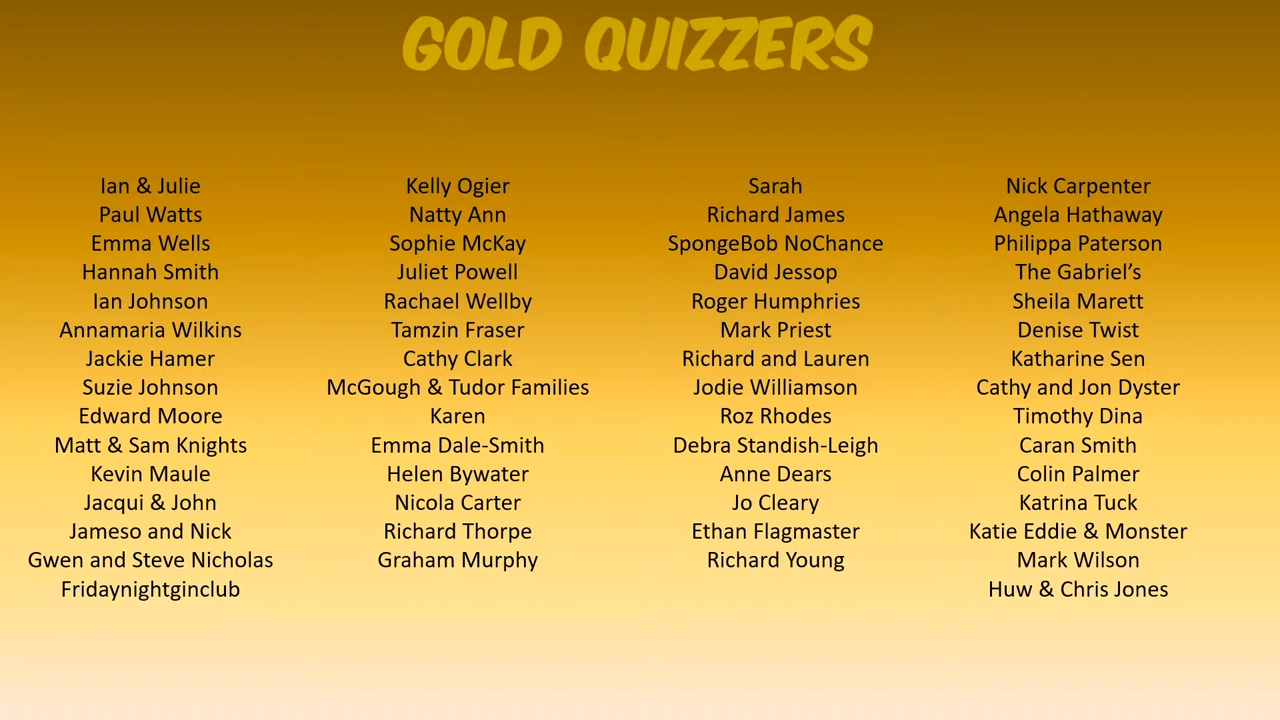 GOLD QUIZZERS
Ian & Julie
Paul Watts
Emma Wells
Hannah Smith
Ian Johnson
Annamaria Wilkins
Jackie Hamer
Suzie Johnson
Edward Moore
Matt & Sam Knights
Kevin Maule
Jacqui & John
Jameso and Nick
Gwen and Steve Nicholas
Fridaynightginclub
Kelly Ogier
Natty Ann
Sophie McKay
Juliet Powell
Rachael Wellby
Tamzin Fraser
Cathy Clark
McGough & Tudor Families
Karen
Emma Dale-Smith
Helen Bywater
Nicola Carter
Richard Thorpe
Graham Murphy
Sarah
Richard James
SpongeBob NoChance
David Jessop
Roger Humphries
Mark Priest
Richard and Lauren
Jodie Williamson
Roz Rhodes
Debra Standish-Leigh
Anne Dears
Jo Cleary
Ethan Flagmaster
Richard Young
Nick Carpenter
Angela Hathaway
Philippa Paterson
The Gabriel’s
Sheila Marett
Denise Twist
Katharine Sen
Cathy and Jon Dyster
Timothy Dina
Caran Smith
Colin Palmer
Katrina Tuck
Katie Eddie & Monster
Mark Wilson
Huw & Chris Jones